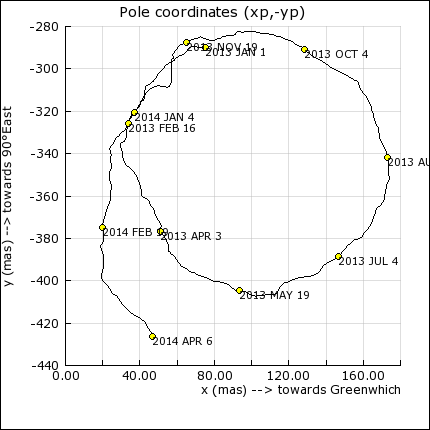 Pole coordinates (xp,-yp)
-280
2013 NOV 19
2013 JAN 1
2013 OCT 4
-300
-320
2014 JAN 4
2013 FEB 16
-340
2013 AU
-360
2014 FEB
2013 APR 3
-380
2013 JUL 4
-400
2013 MAY 19
-420
2014 APR 6
-440
0.00
40.00
80.00
120.00
160.00
y (mas) --> towards 90°East
x (mas) --> towards Greenwhich